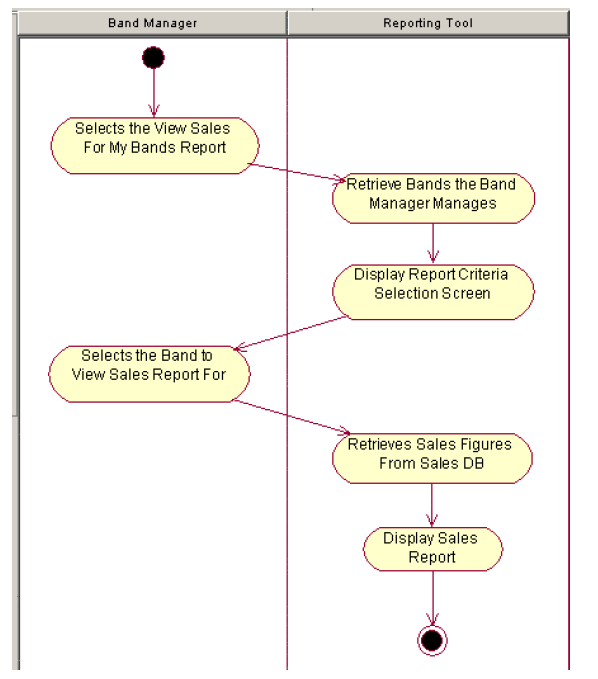 Band Manager
Reporting Tool
Selects the View Sales
For My Bands Report
Retrieve Bands the Band
Manager Manages
Display Report Criteria
Selection Screen
Selects the Band to
View Sales Report For
Retrieves Sales Figures
From Sales DB
Display Sales
Report